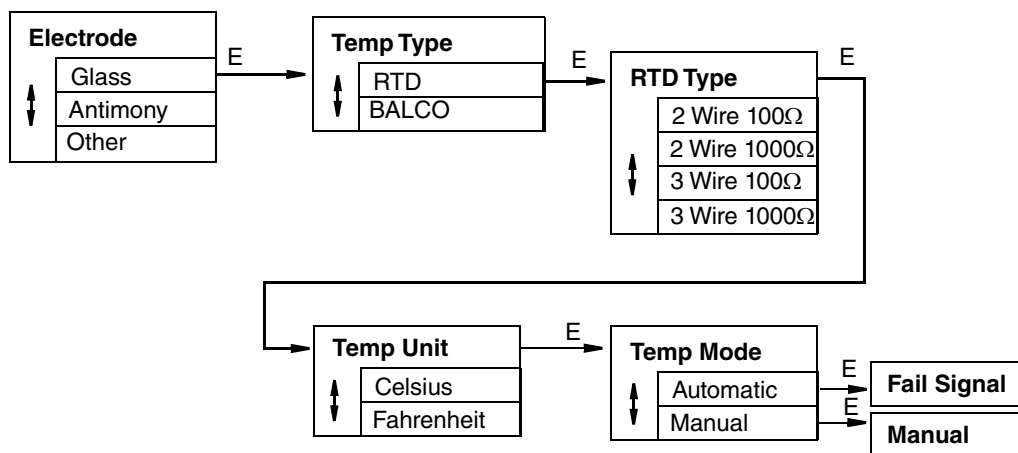 Electrode
Glass
Antimony
Other
E
Temp Type
RTD
BALCO
E
RTD Type
2 Wire 100Ω
2 Wire 1000Ω
3 Wire 100Ω
3 Wire 1000Ω
E
Temp Unit
Celsius
Fahrenheit
E
Temp Mode
Automatic
Manual
E
Fail Signal
E
Manual